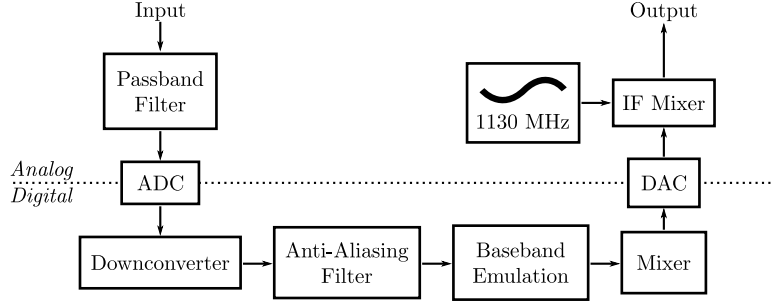 Input
Output
Passband
Filter
1130 MHz
IF Mixer
Analog
Digital
ADC
DAC
Downconverter
Anti-Aliasing
Filter
Baseband
Emulation
Mixer